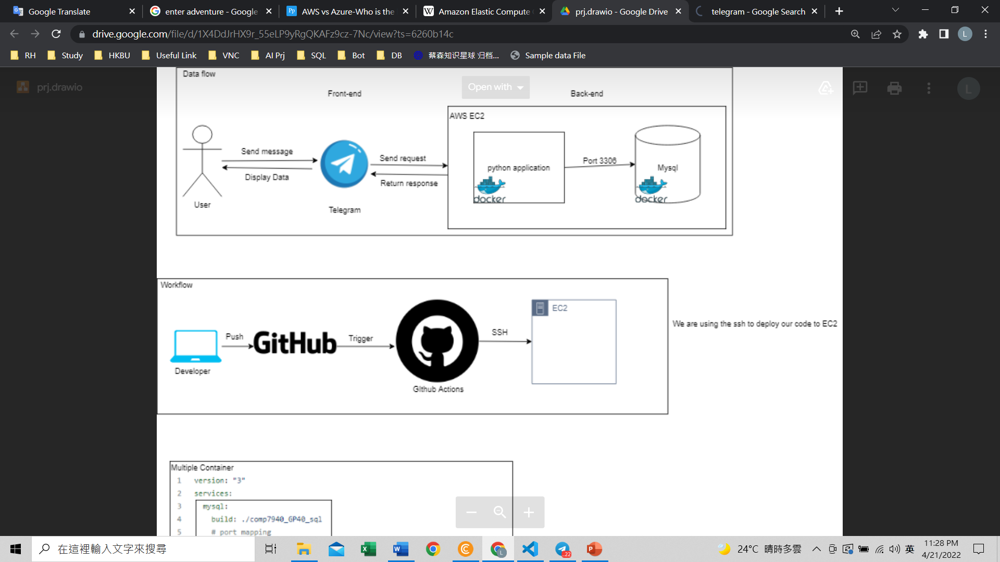 Google Translate
enter adventure - Google
AWS vs Azure-Who is the
Amazon Elastic Compute
prj.drawio - Google Drive
telegram - Google Search
drive.google.com/file/d/1X4DdJrHX9r_55eLP9yRgQKAFz9cz-7Nc/view?ts=6260b14c
L
RH
Study
HKBU
Useful Link
VNC
AI Prj
SQL
Bot
DB
蔡森知识星球 归档...
Sample data File
prj.drawio
Open with
L
Data flow
Front-end
Back-end
AWS EC2
Send message
Display Data
User
Telegram
Send request
Return response
python application
docker
Port 3306
Mysql
docker
Workflow
Developer
Push
GitHub
Trigger
GIthub Actions
SSH
EC2
We are using the ssh to deploy our code to EC2
Multiple Container
1 version: "3"
2 services:
3 mysql:
4 build: ./comp7940_GP40_sql
5 # port mapping
在這裡輸入文字來搜尋
24°C 晴時多雲
英
11:28 PM
4/21/2022